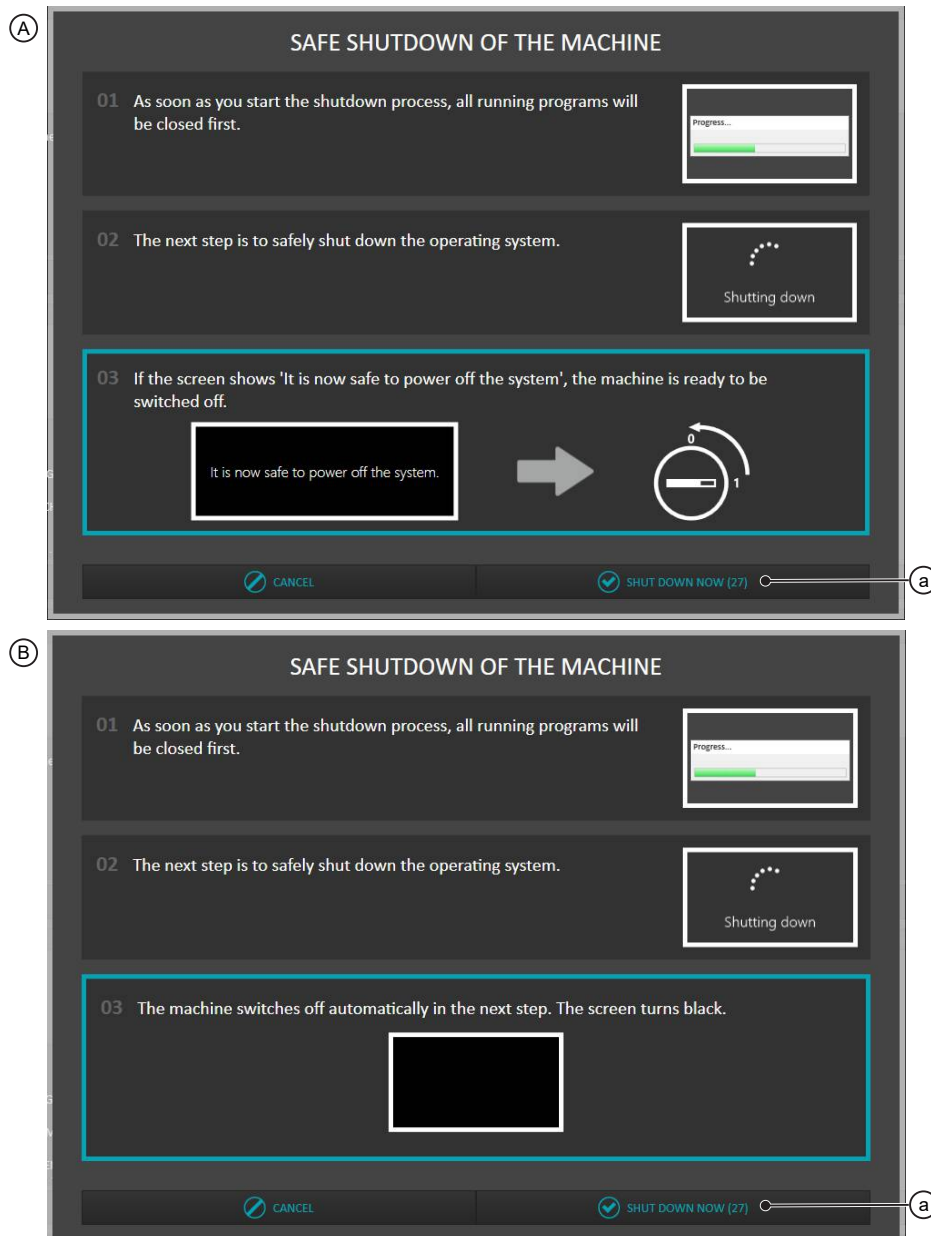 A
SAFE SHUTDOWN OF THE MACHINE
01 As soon as you start the shutdown process, all running programs will
be closed first.
Progress...
02 The next step is to safely shut down the operating system.
Shutting down
03 If the screen shows 'It is now safe to power off the system', the machine is ready to be
switched off.
It is now safe to power off the system.
0
1
CANCEL
SHUT DOWN NOW (27)
a
B
SAFE SHUTDOWN OF THE MACHINE
01 As soon as you start the shutdown process, all running programs will
be closed first.
Progress...
02 The next step is to safely shut down the operating system.
Shutting down
03 The machine switches off automatically in the next step. The screen turns black.
CANCEL
SHUT DOWN NOW (27)
a